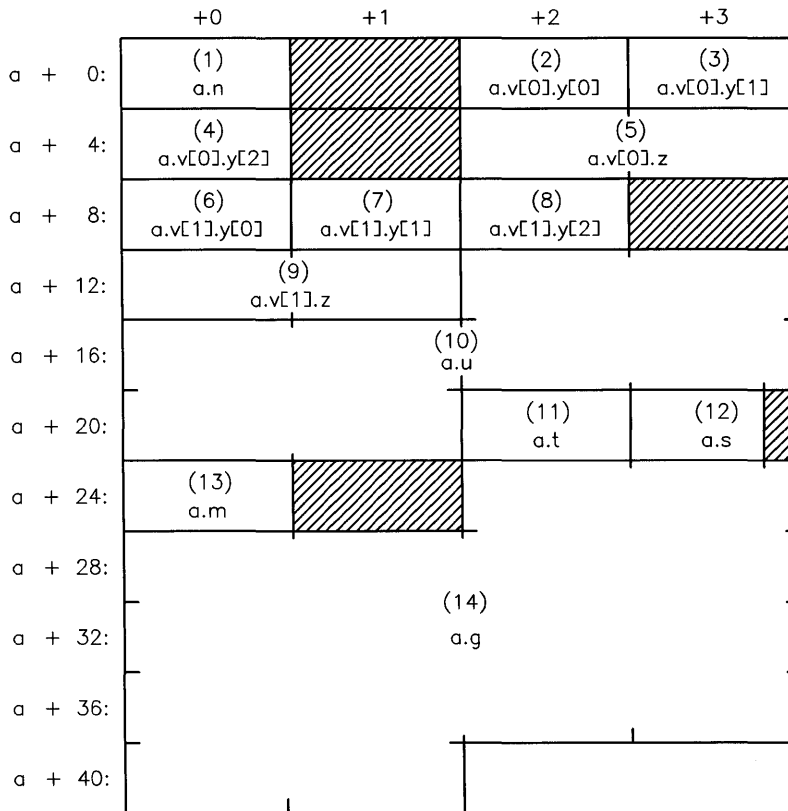 +0 +1 +2 +3
a + 0: (1) (2) (3)
a.n a.v[0].y[0] a.v[0].y[1]
a + 4: (4) (5)
a.v[0].y[2] a.v[0].z
a + 8: (6) (7) (8)
a.v[1].y[0] a.v[1].y[1] a.v[1].y[2]
a + 12: (9)
a.v[1].z
a + 16: (10)
a.u
a + 20: (11) (12)
a.t a.s
a + 24: (13)
a.m
a + 28:
(14)
a + 32: a.g
a + 36:
a + 40: